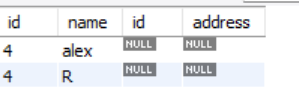 id name id address
4 alex NULL NULL
4 R NULL NULL